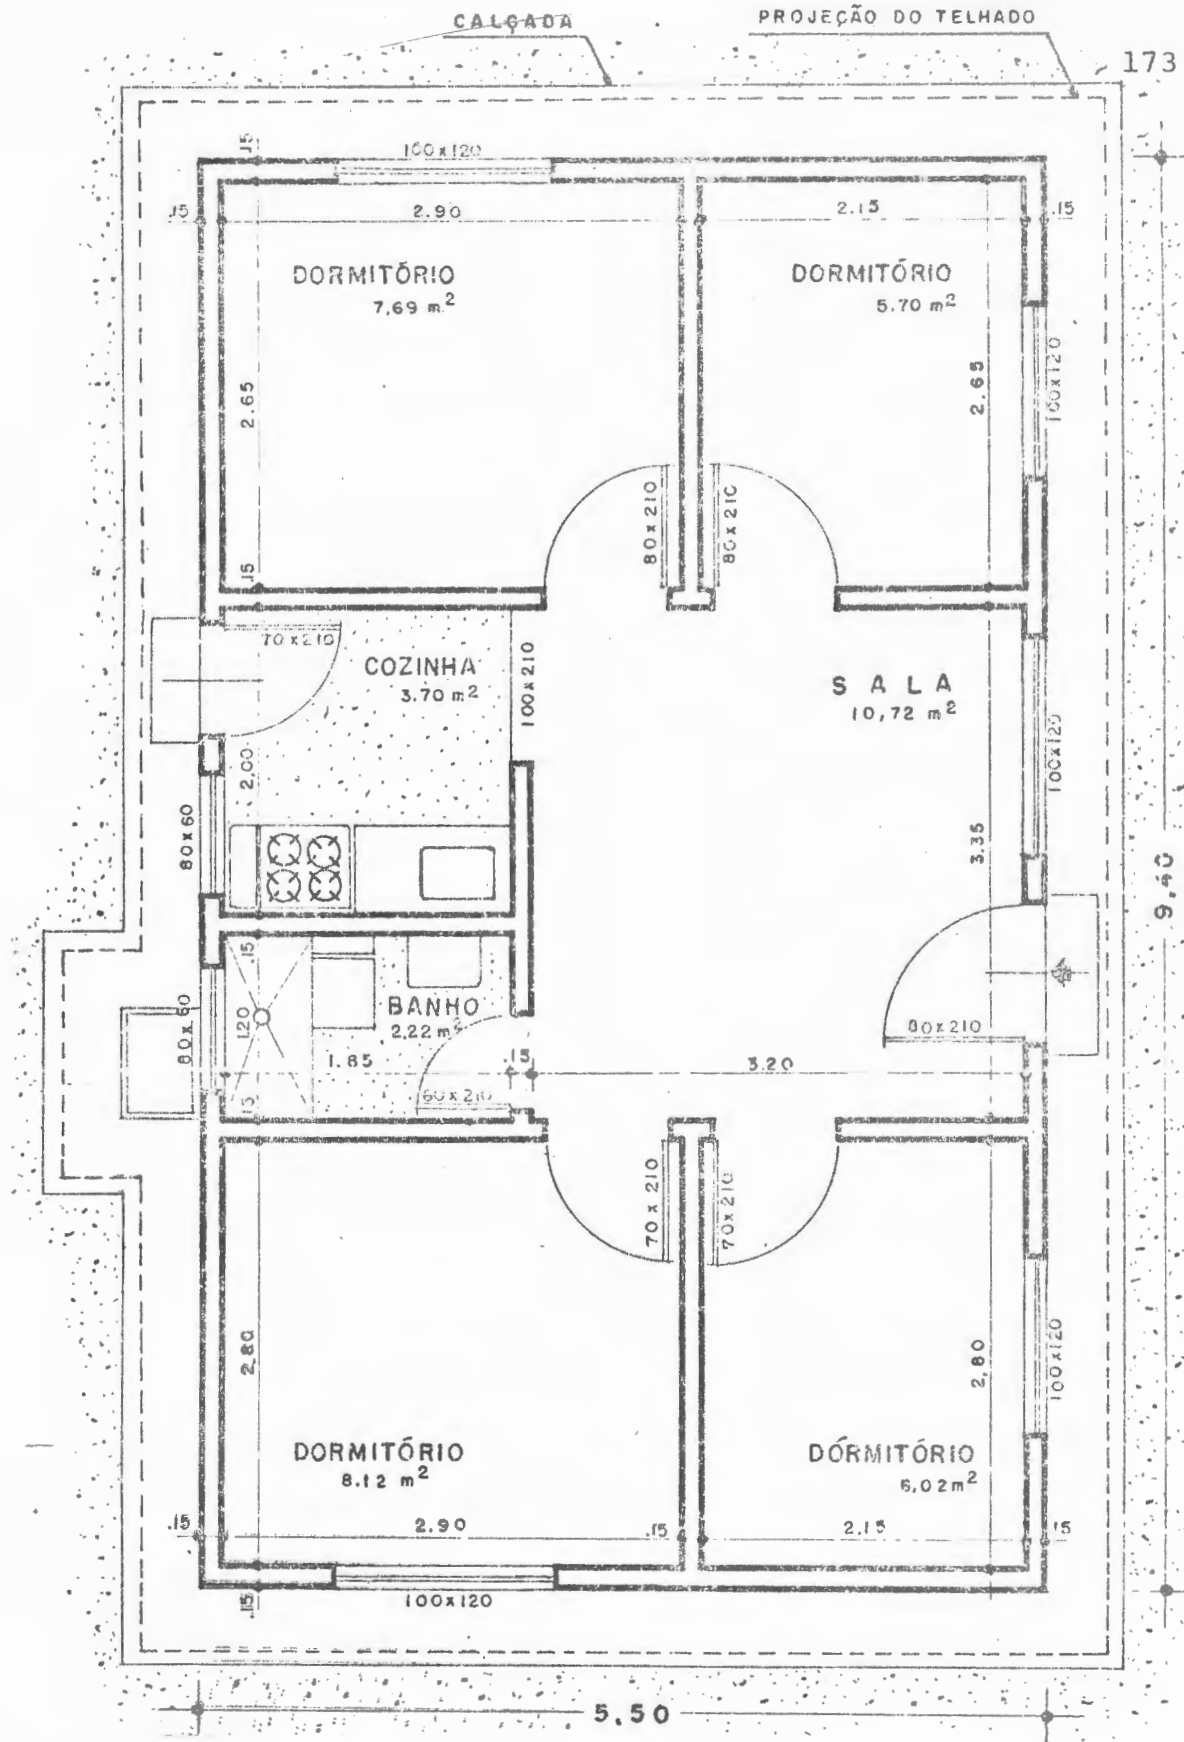 CALÇADA
PROJEÇÃO DO TELHADO
173
.15
100x120
.15
2.90
2.15
.15
DORMITÓRIO
7,69 m²
DORMITÓRIO
5.70 m²
2.65
2.65
100x120
80x210
80x210
.15
70x210
COZINHA
3.70 m²
100x210
S A L A
10,72 m²
100x120
2.00
80x60
3.35
9,40
.15
BANHO
2,22 m²
80x60
1.20
1.85
.15
3.20
80x210
60x210
.15
70x210
70x210
2.80
2,80
100x120
DORMITÓRIO
8.12 m²
DORMITÓRIO
6,02m²
.15
2.90
.15
2.15
.15
.15
100x120
5.50